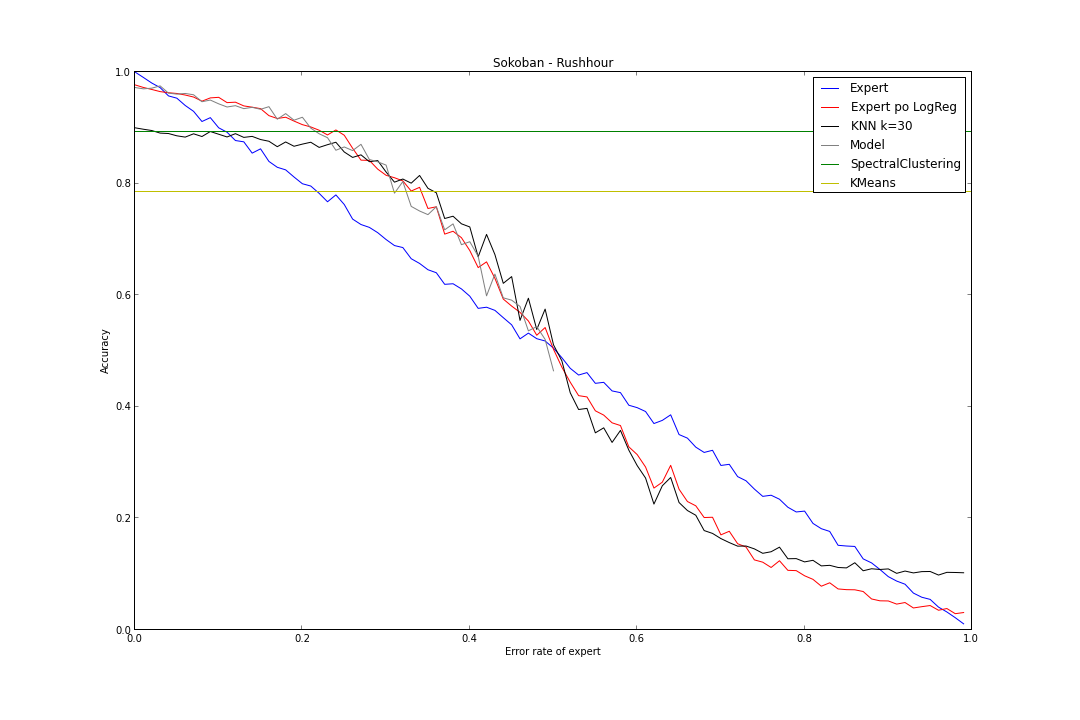 Sokoban - Rushhour
1.0
0.8
0.6
0.4
0.2
0.0
Accuracy
Expert
Expert po LogReg
KNN k=30
Model
SpectralClustering
KMeans
0.0 0.2 0.4 0.6 0.8 1.0
Error rate of expert